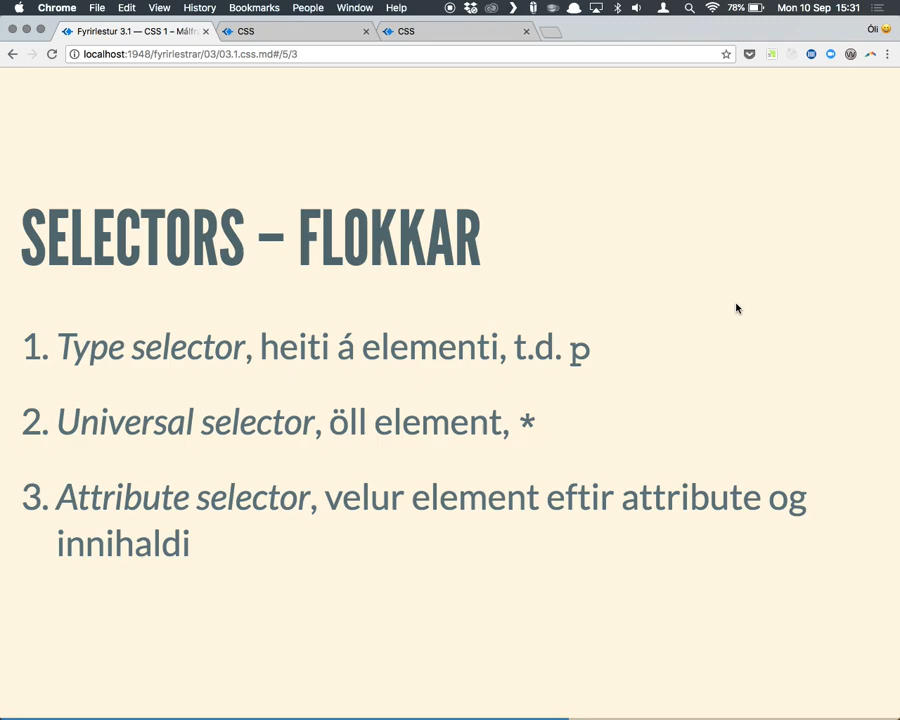 Chrome File Edit View History Bookmarks People Window Help 78% Mon 10 Sep 15:31
Fyrirlestur 3.1 — CSS 1 – Málfr CSS CSS Óli
localhost:1948/fyrirlestrar/03/03.1.css.md#/5/3
SELECTORS – FLOKKAR
1. Type selector, heiti á elementi, t.d. p
2. Universal selector, öll element, *
3. Attribute selector, velur element eftir attribute og
innihaldi